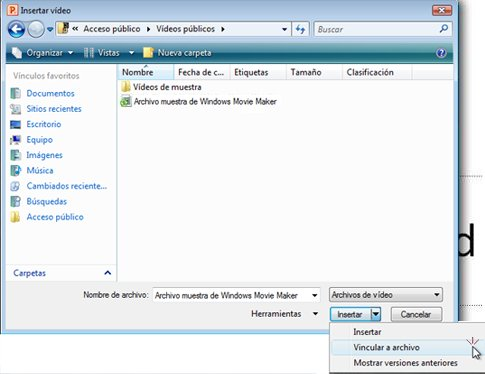 Insertar vídeo
« Acceso público Vídeos públicos Buscar
Organizar Vistas Nueva carpeta
Vínculos favoritos
Documentos
Sitios recientes
Escritorio
Equipo
Imágenes
Música
Cambiados reciente...
Búsquedas
Acceso público
Carpetas
Nombre Fecha de c... Etiquetas Tamaño Clasificación
Vídeos de muestra
Archivo muestra de Windows Movie Maker
Nombre de archivo: Archivo muestra de Windows Movie Maker Archivos de vídeo
Herramientas Insertar Cancelar
Insertar
Vincular a archivo
Mostrar versiones anteriores
d